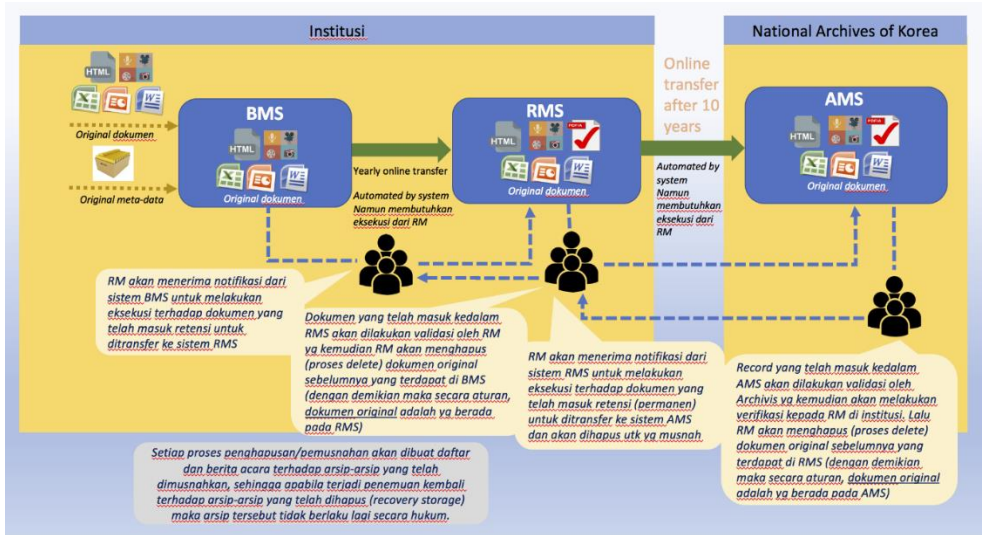 Institusi
National Archives of Korea
HTML
Original dokumen
Original meta-data
BMS
HTML
Original dokumen
Yearly online transfer
Automated by system
Namun membutuhkan
eksekusi dari RM
RMS
HTML
PDF/A
Original dokumen
Online
transfer
after 10
years
Automated by
system
Namun
membutuhkan
eksekusi dari
RM
AMS
HTML
PDF/A
Original dokumen
RM akan menerima notifikasi dari
sistem BMS untuk melakukan
eksekusi terhadap dokumen yang
telah masuk retensi untuk
ditransfer ke sistem RMS
Dokumen yang telah masuk kedalam
RMS akan dilakukan validasi oleh RM
yg kemudian RM akan menghapus
(proses delete) dokumen original
sebelumnya yang terdapat di BMS
(dengan demikian maka secara aturan,
dokumen original adalah yg berada
pada RMS)
RM akan menerima notifikasi dari
sistem RMS untuk melakukan
eksekusi terhadap dokumen yang
telah masuk retensi (permanen)
untuk ditransfer ke sistem AMS
dan akan dihapus utk yg musnah
Record yang telah masuk kedalam
AMS akan dilakukan validasi oleh
Archivis yg kemudian akan melakukan
verifikasi kepada RM di institusi. Lalu
RM akan menghapus (proses delete)
dokumen original sebelumnya yang
terdapat di RMS (dengan demikian
maka secara aturan, dokumen original
adalah yg berada pada AMS)
Setiap proses penghapusan/pemusnahan akan dibuat daftar
dan berita acara terhadap arsip-arsip yang telah
dimusnahkan, sehingga apabila terjadi penemuan kembali
terhadap arsip-arsip yang telah dihapus (recovery storage)
maka arsip tersebut tidak berlaku lagi secara hukum.